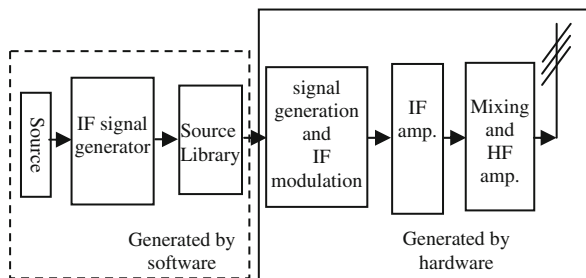 Source
IF signal
generator
Source
Library
signal
generation
and
IF
modulation
IF
amp.
Mixing
and
HF
amp.
Generated by
software
Generated by
hardware